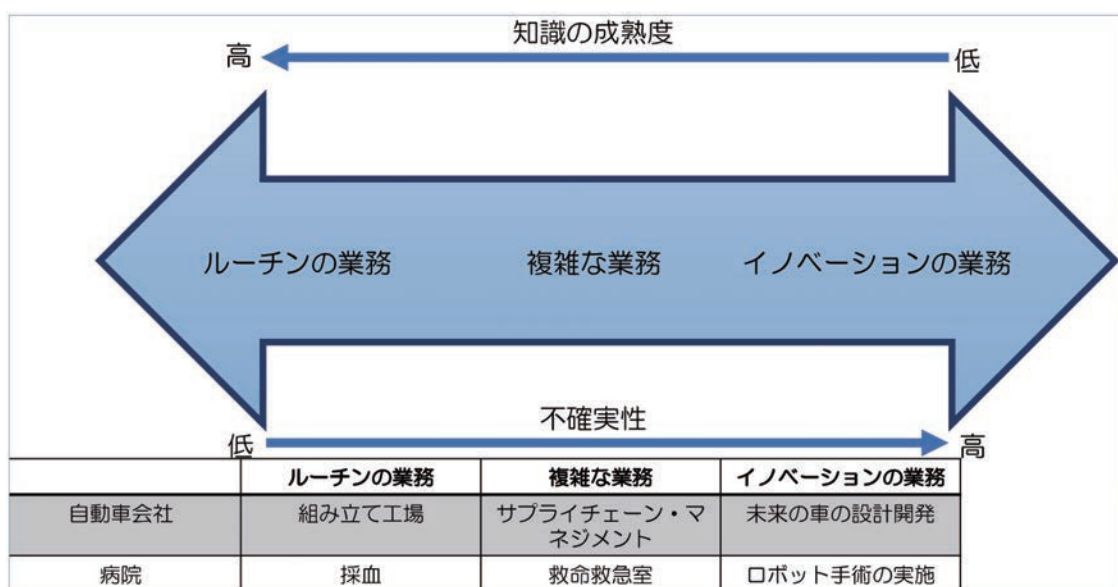 知識の成熟度
高
低
ルーチンの業務
複雑な業務
イノベーションの業務
不確実性
低
高
ルーチンの業務
複雑な業務
イノベーションの業務
自動車会社
組み立て工場
サプライチェーン・マ
ネジメント
未来の車の設計開発
病院
採血
救命救急室
ロボット手術の実施